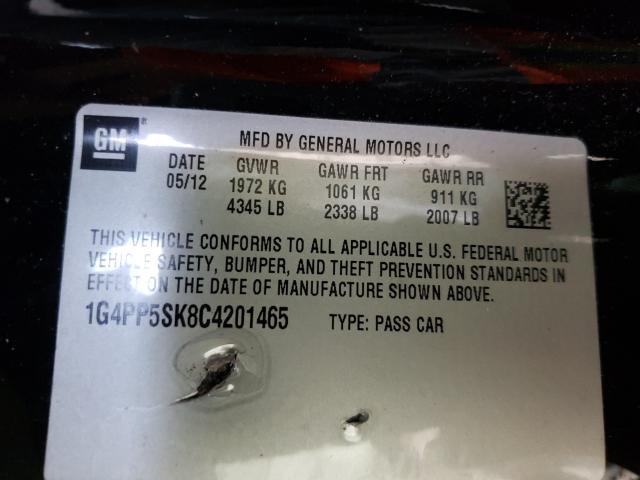 GM ®
MFD BY GENERAL MOTORS LLC
DATE GVWR GAWR FRT GAWR RR
05/12 1972 KG 1061 KG 911 KG
4345 LB 2338 LB 2007 LB
THIS VEHICLE CONFORMS TO ALL APPLICABLE U.S. FEDERAL MOTOR
VEHICLE SAFETY, BUMPER, AND THEFT PREVENTION STANDARDS IN
EFFECT ON THE DATE OF MANUFACTURE SHOWN ABOVE.
1G4PP5SK8C4201465 TYPE: PASS CAR